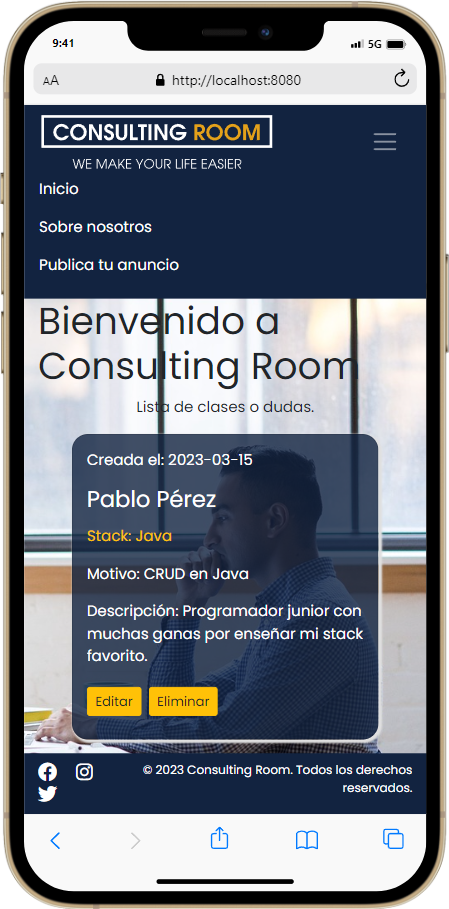 9:41
5G
AA
http://localhost:8080
CONSULTING ROOM
WE MAKE YOUR LIFE EASIER
Inicio
Sobre nosotros
Publica tu anuncio
Bienvenido a
Consulting Room
Lista de clases o dudas.
Creada el: 2023-03-15
Pablo Pérez
Stack: Java
Motivo: CRUD en Java
Descripción: Programador junior con
muchas ganas por enseñar mi stack
favorito.
Editar Eliminar
© 2023 Consulting Room. Todos los derechos
reservados.